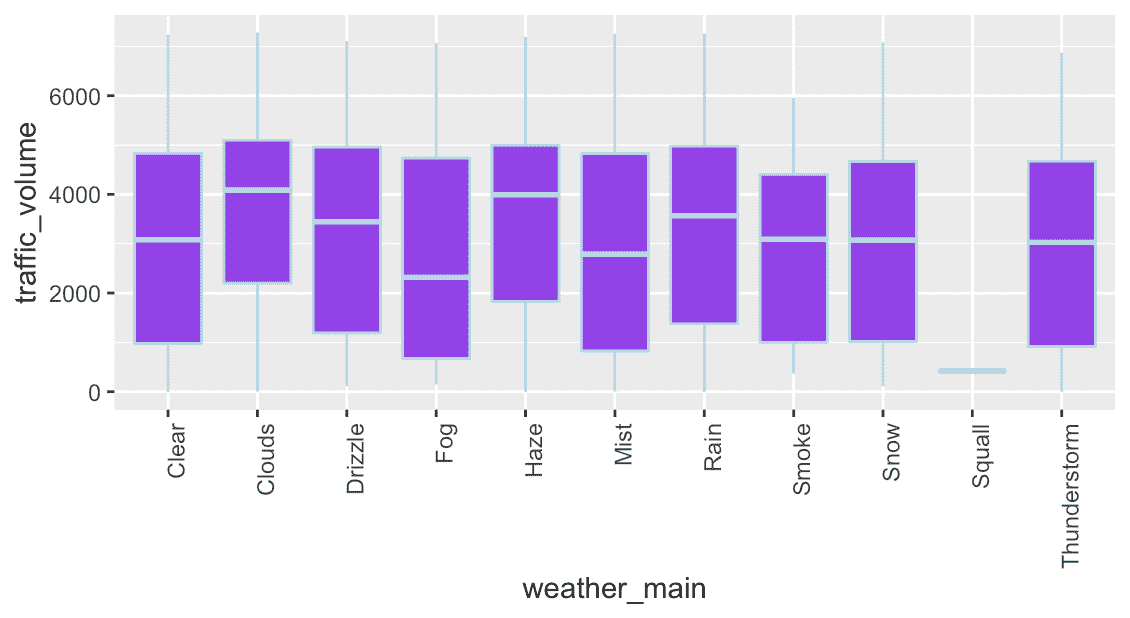 traffic_volume
6000
4000
2000
0
Clear
Clouds
Drizzle
Fog
Haze
Mist
Rain
Smoke
Snow
Squall
Thunderstorm
weather_main